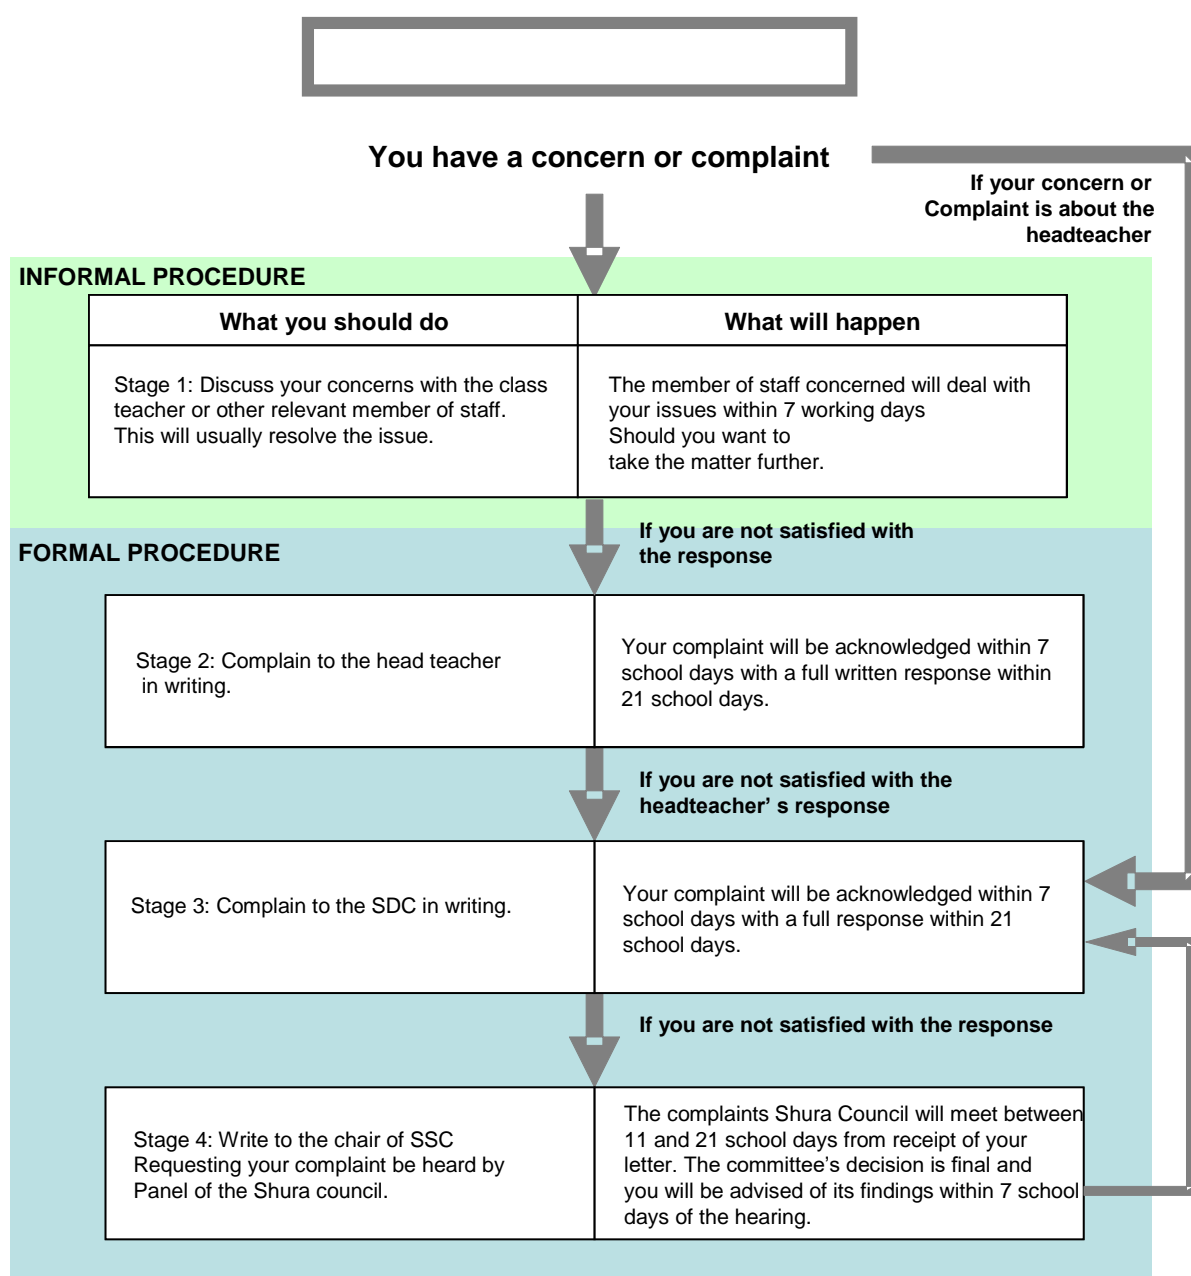 You have a concern or complaint
If your concern or
Complaint is about the
headteacher
INFORMAL PROCEDURE
What you should do
What will happen
Stage 1: Discuss your concerns with the class
teacher or other relevant member of staff.
This will usually resolve the issue.
The member of staff concerned will deal with
your issues within 7 working days
Should you want to
take the matter further.
If you are not satisfied with
the response
FORMAL PROCEDURE
Stage 2: Complain to the head teacher
in writing.
Your complaint will be acknowledged within 7
school days with a full written response within
21 school days.
If you are not satisfied with the
headteacher’ s response
Stage 3: Complain to the SDC in writing.
Your complaint will be acknowledged within 7
school days with a full response within 21
school days.
If you are not satisfied with the response
Stage 4: Write to the chair of SSC
Requesting your complaint be heard by
Panel of the Shura council.
The complaints Shura Council will meet between
11 and 21 school days from receipt of your
letter. The committee’s decision is final and
you will be advised of its findings within 7 school
days of the hearing.